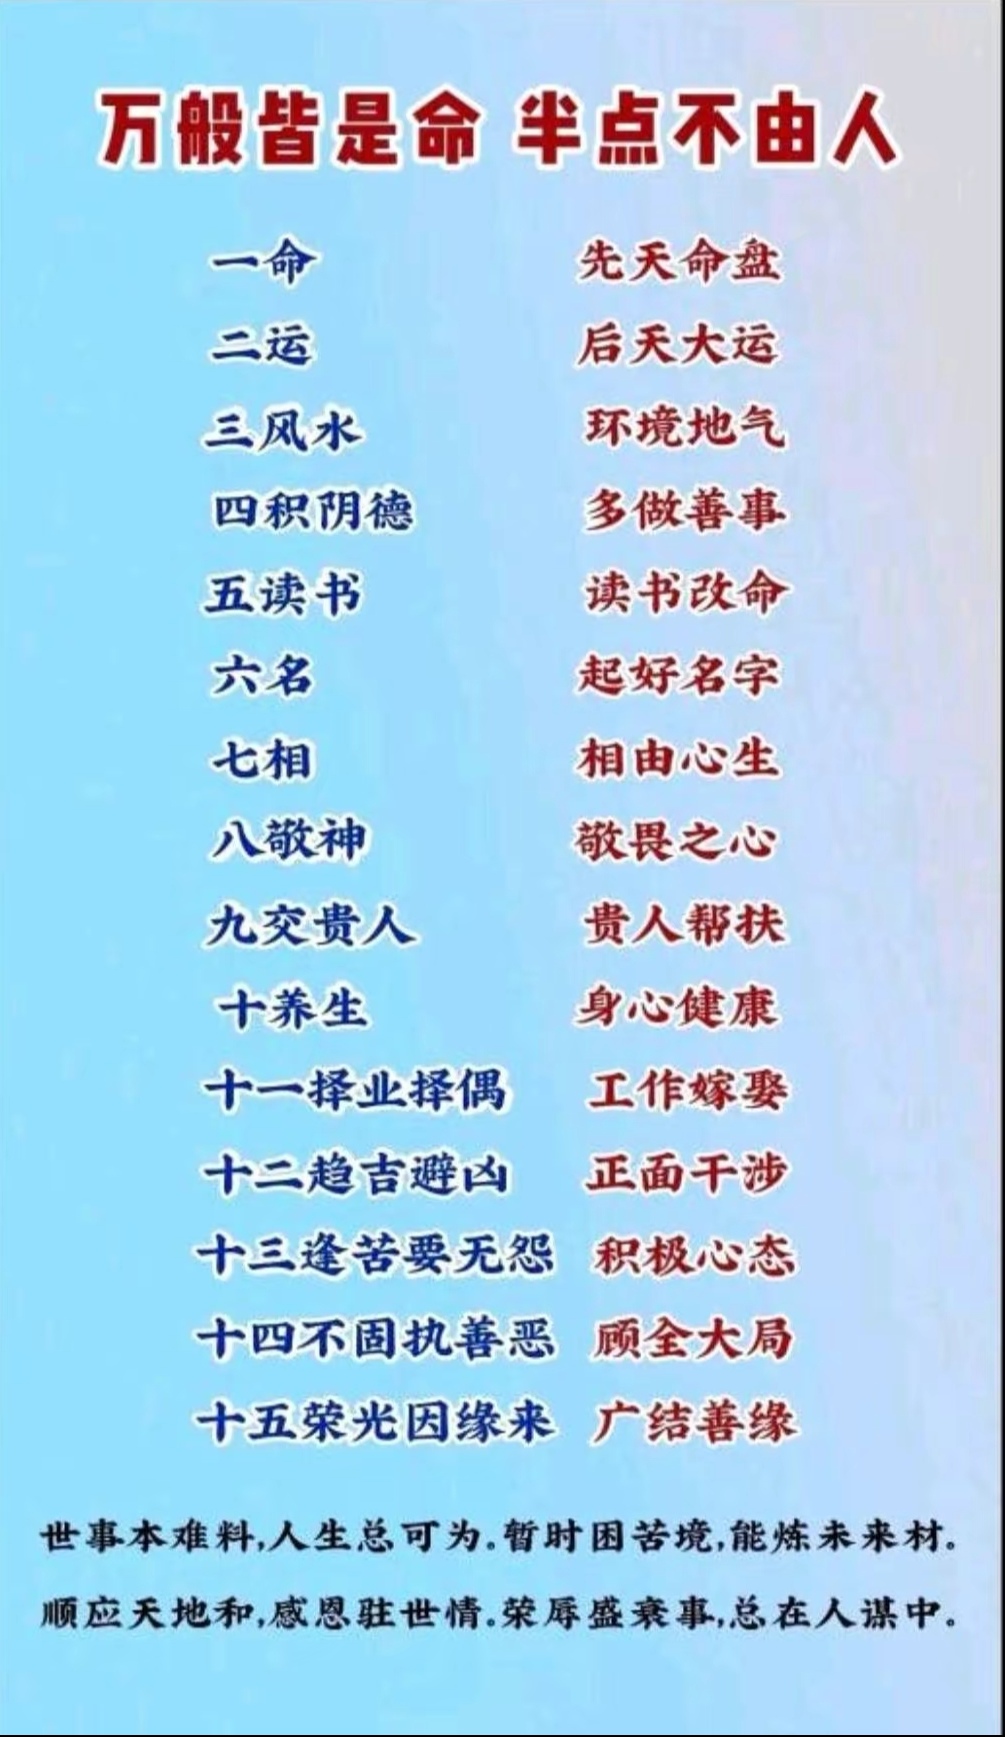 万般皆是命 半点不由人
一命 先天命盘
二运 后天大运
三风水 环境地气
四积阴德 多做善事
五读书 读书改命
六名 起好名字
七相 相由心生
八敬神 敬畏之心
九交贵人 贵人帮扶
十养生 身心健康
十一择业择偶 工作嫁娶
十二趋吉避凶 正面干涉
十三逢苦要无怨 积极心态
十四不固执善恶 顾全大局
十五荣光因缘来 广结善缘
世事本难料,人生总可为.暂时困苦境,能炼未来材。
顺应天地和,感恩驻世情.荣辱盛衰事,总在人谋中。